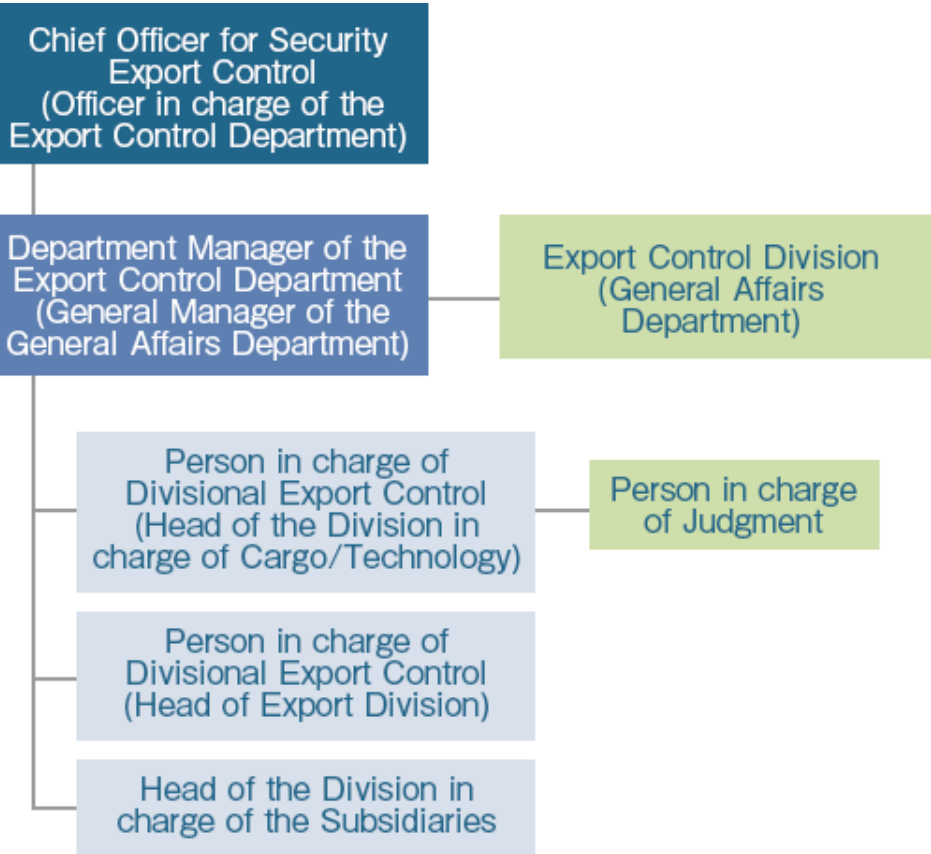 Chief Officer for Security
Export Control
(Officer in charge of the
Export Control Department)
Department Manager of the
Export Control Department
(General Manager of the
General Affairs Department)
Export Control Division
(General Affairs
Department)
Person in charge of
Divisional Export Control
(Head of the Division in
charge of Cargo/Technology)
Person in charge
of Judgment
Person in charge of
Divisional Export Control
(Head of Export Division)
Head of the Division in
charge of the Subsidiaries